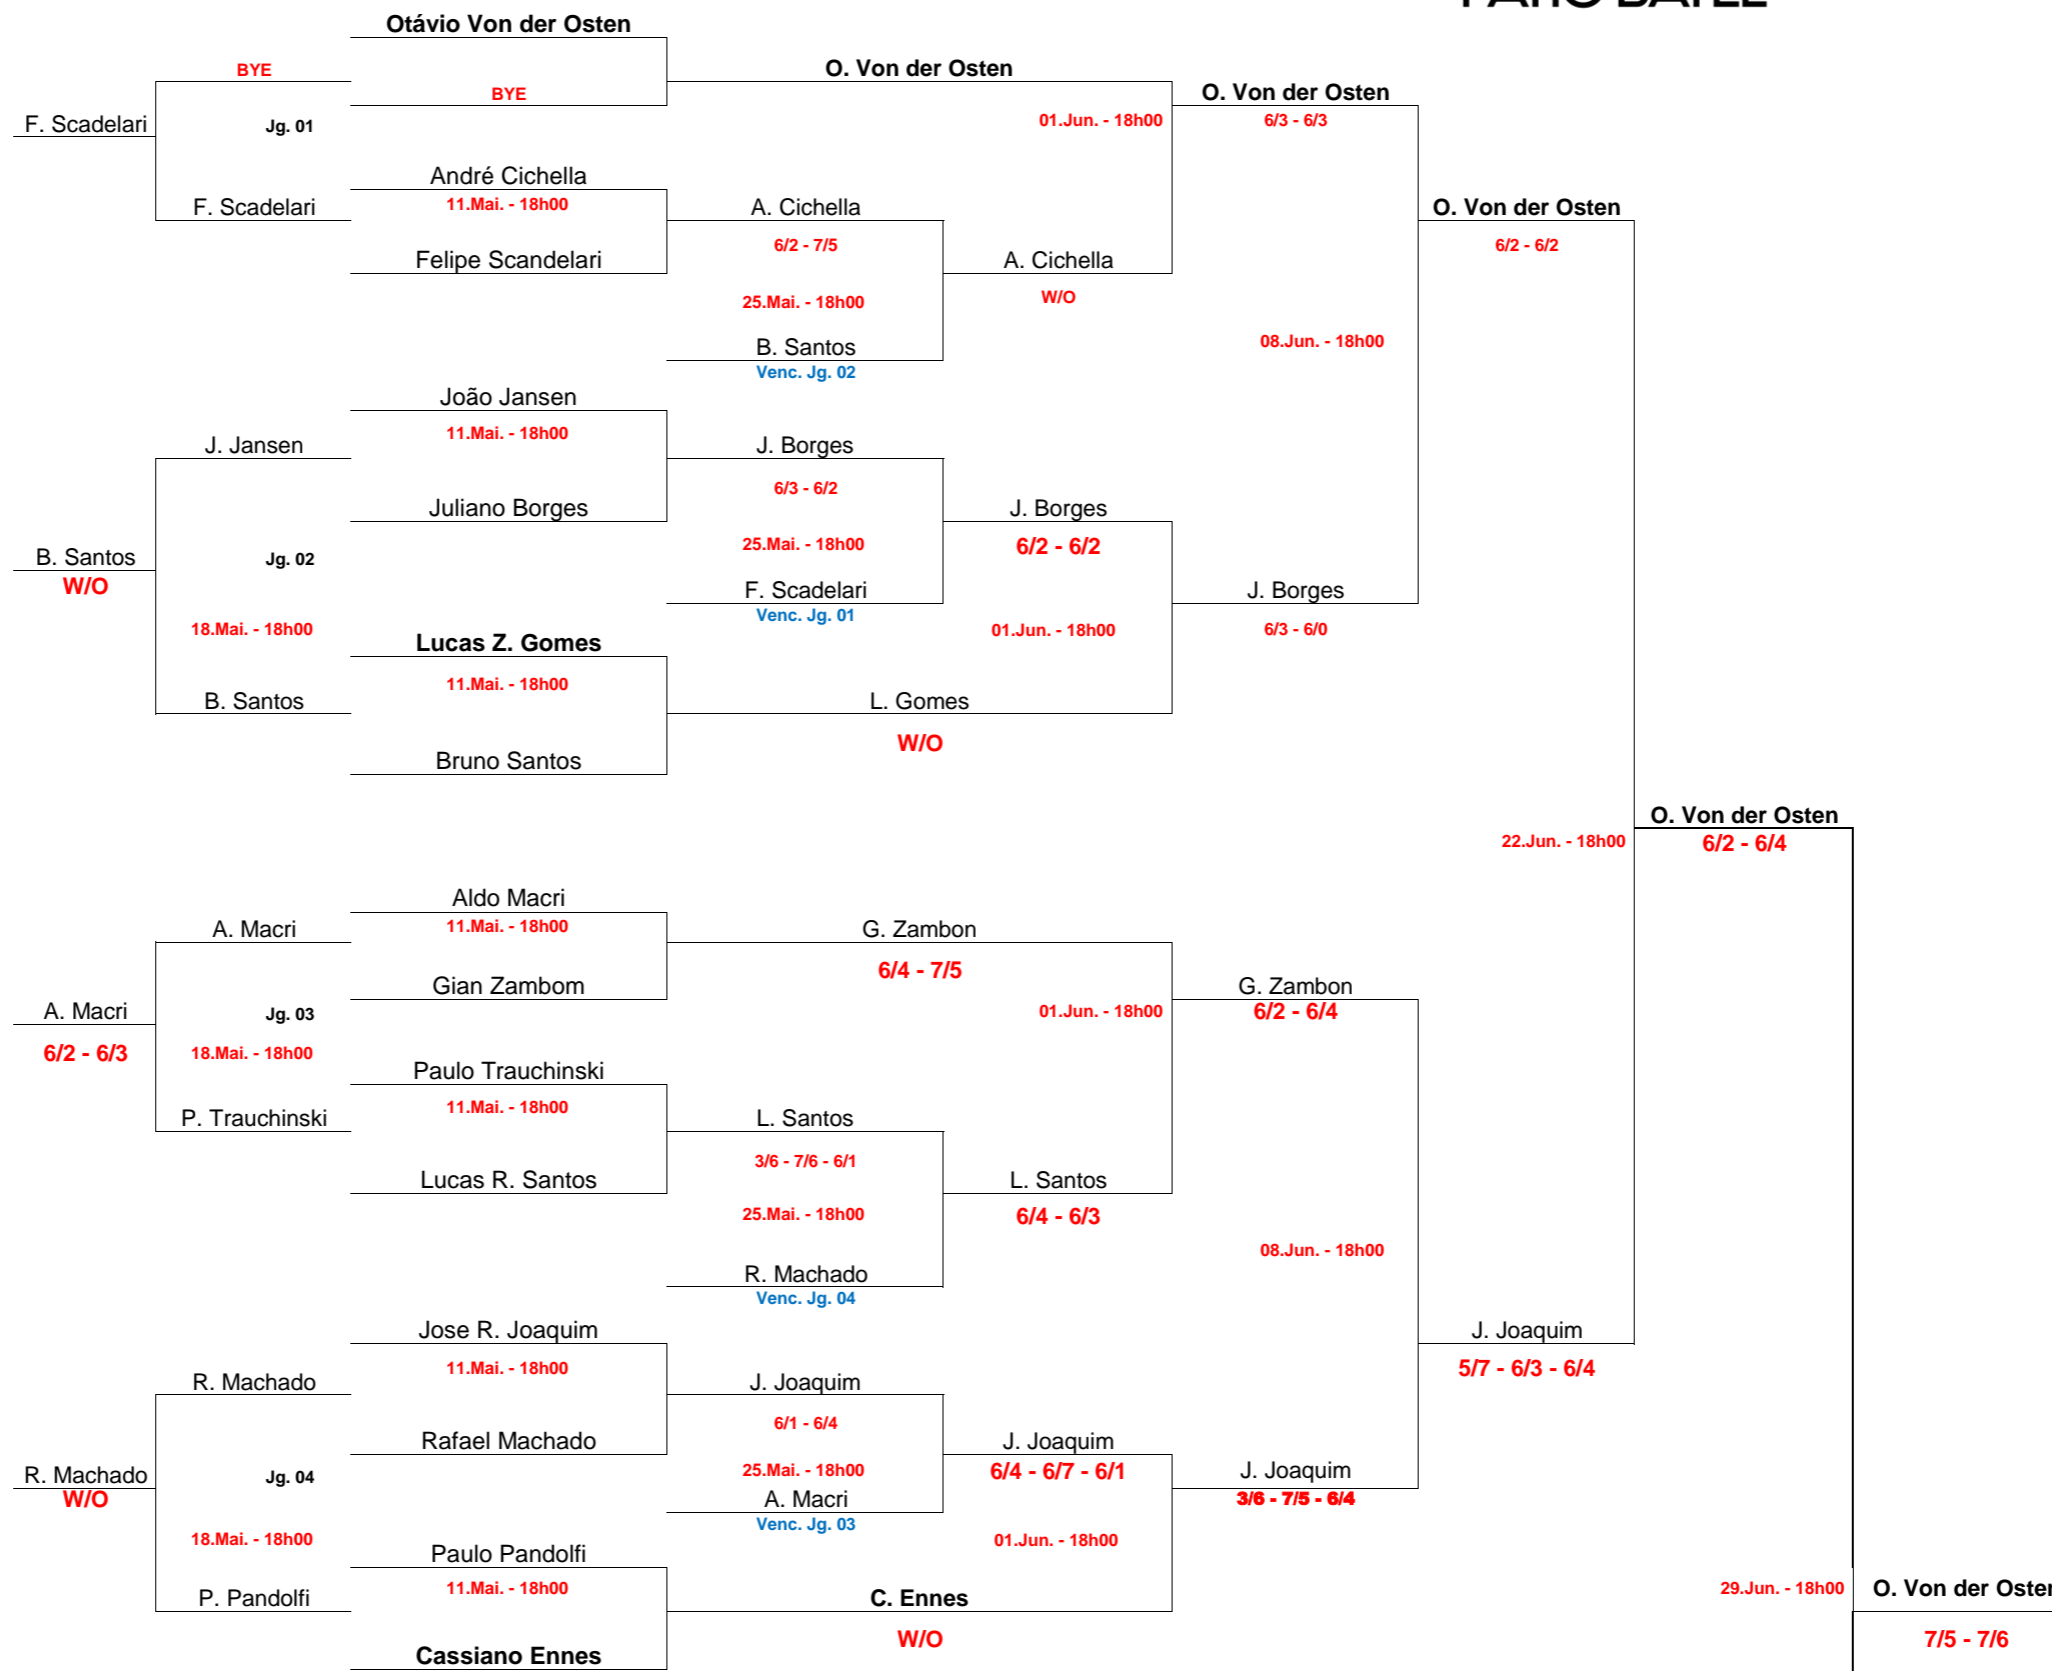 Otávio Von der Osten
BYE
O. Von der Osten
BYE
O. Von der Osten
F. Scadelari
Jg. 01
01.Jun. - 18h00
6/3 - 6/3
André Cichella
F. Scadelari
11.Mai. - 18h00
A. Cichella
O. Von der Osten
6/2 - 7/5
6/2 - 6/2
Felipe Scandelari
A. Cichella
25.Mai. - 18h00
W/O
B. Santos
08.Jun. - 18h00
Venc. Jg. 02
João Jansen
11.Mai. - 18h00
J. Jansen
J. Borges
6/3 - 6/2
Juliano Borges
J. Borges
B. Santos
Jg. 02
25.Mai. - 18h00
6/2 - 6/2
W/O
F. Scadelari
J. Borges
Venc. Jg. 01
18.Mai. - 18h00
Lucas Z. Gomes
01.Jun. - 18h00
6/3 - 6/0
11.Mai. - 18h00
B. Santos
L. Gomes
W/O
Bruno Santos
O. Von der Osten
22.Jun. - 18h00
6/2 - 6/4
Aldo Macri
A. Macri
11.Mai. - 18h00
G. Zambon
6/4 - 7/5
Gian Zambom
G. Zambon
A. Macri
Jg. 03
01.Jun. - 18h00
6/2 - 6/4
6/2 - 6/3
18.Mai. - 18h00
Paulo Trauchinski
11.Mai. - 18h00
P. Trauchinski
L. Santos
3/6 - 7/6 - 6/1
Lucas R. Santos
L. Santos
25.Mai. - 18h00
6/4 - 6/3
08.Jun. - 18h00
R. Machado
Venc. Jg. 04
Jose R. Joaquim
J. Joaquim
11.Mai. - 18h00
5/7 - 6/3 - 6/4
R. Machado
J. Joaquim
6/1 - 6/4
Rafael Machado
J. Joaquim
R. Machado
Jg. 04
25.Mai. - 18h00
6/4 - 6/7 - 6/1
J. Joaquim
W/O
A. Macri
3/6 - 7/5 - 6/4
Venc. Jg. 03
18.Mai. - 18h00
01.Jun. - 18h00
Paulo Pandolfi
11.Mai. - 18h00
P. Pandolfi
C. Ennes
29.Jun. - 18h00
O. Von der Osten
W/O
7/5 - 7/6
Cassiano Ennes